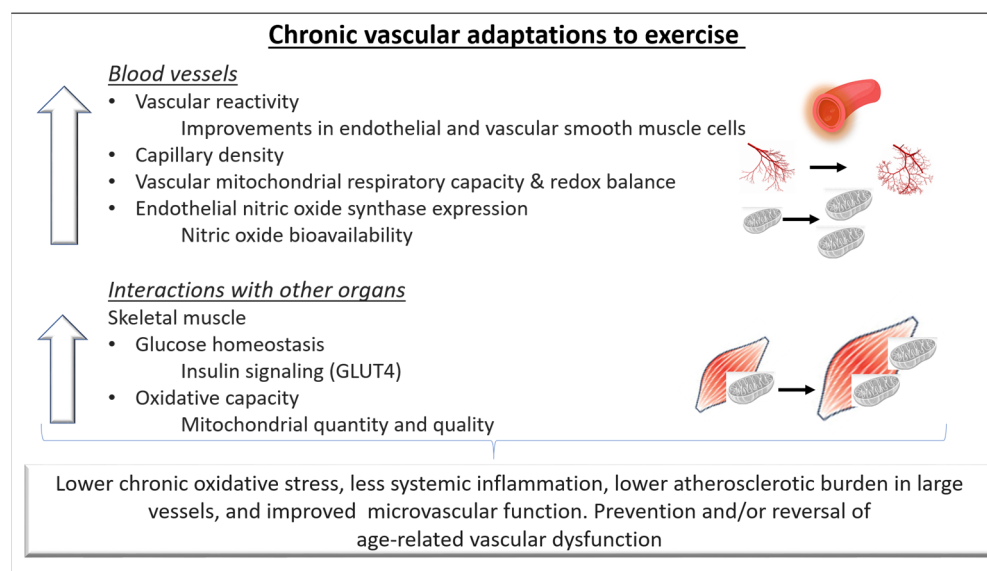 Chronic vascular adaptations to exercise
Blood vessels
• Vascular reactivity
Improvements in endothelial and vascular smooth muscle cells
• Capillary density
• Vascular mitochondrial respiratory capacity & redox balance
• Endothelial nitric oxide synthase expression
Nitric oxide bioavailability
Interactions with other organs
Skeletal muscle
• Glucose homeostasis
Insulin signaling (GLUT4)
• Oxidative capacity
Mitochondrial quantity and quality
Lower chronic oxidative stress, less systemic inflammation, lower atherosclerotic burden in large
vessels, and improved microvascular function. Prevention and/or reversal of
age-related vascular dysfunction